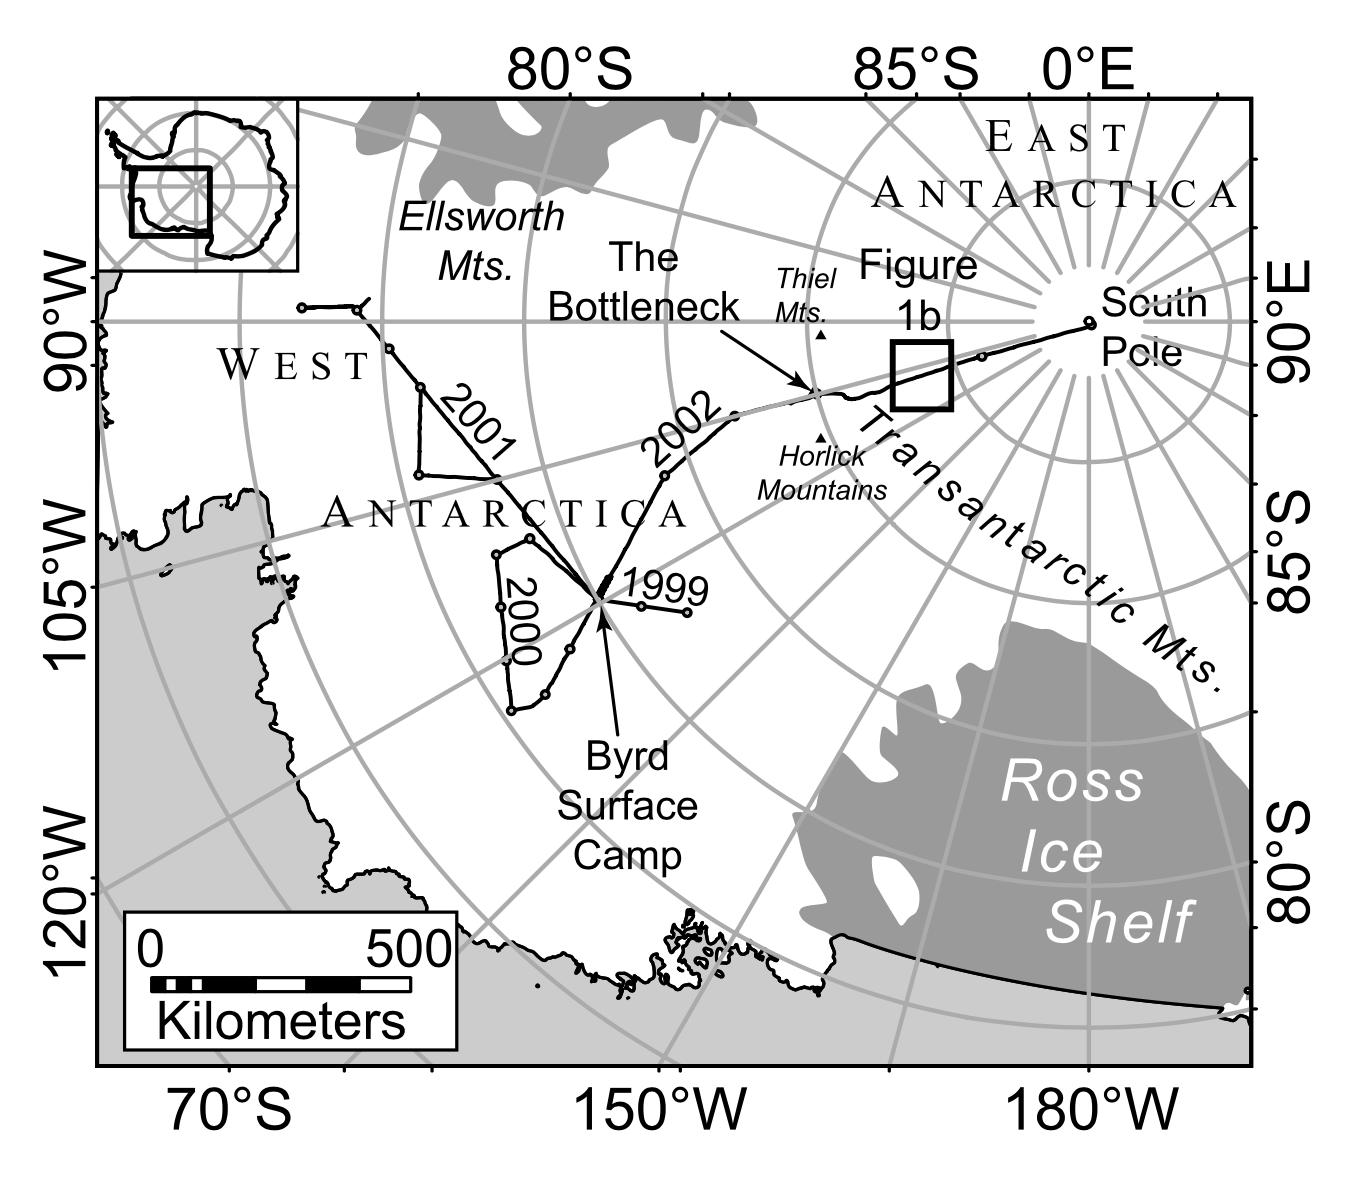 80°S
85°S
0°E
EAST
ANTARCTICA
Ellsworth
Mts.
The
Bottleneck
Thiel
Mts.
Figure
1b
South
Pole
90°W
90°E
WEST
2001
2002
Transantarctic Mts.
Horlick
Mountains
ANTARCTICA
105°W
85°S
2000
1999
Byrd
Surface
Camp
Ross
Ice
Shelf
120°W
80°S
0 500
Kilometers
70°S
150°W
180°W